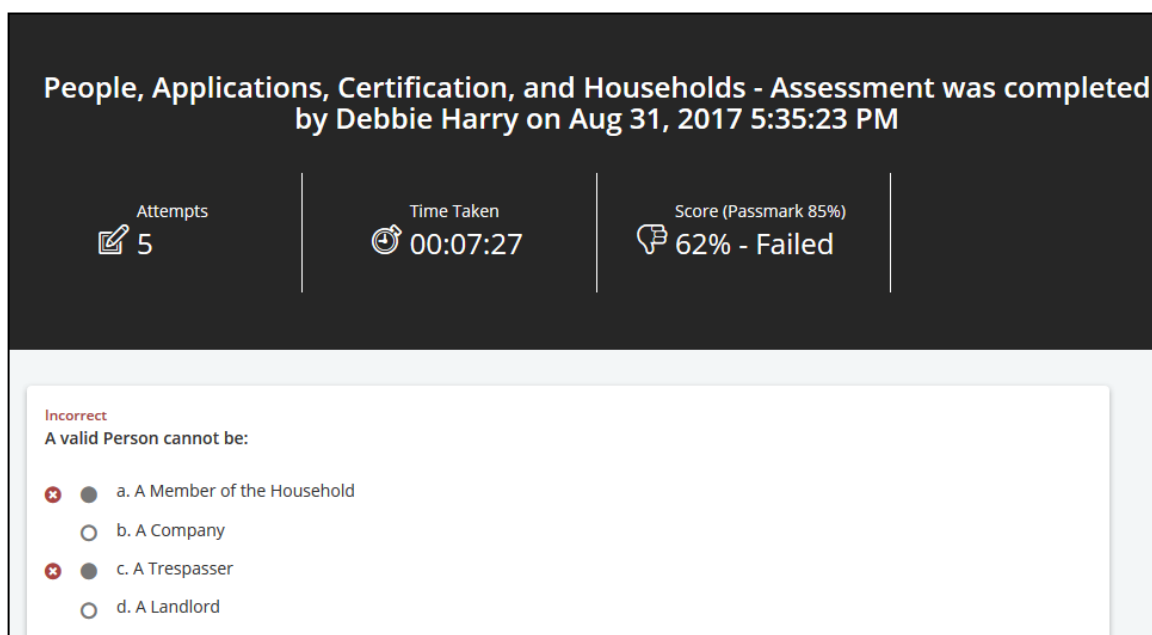 People, Applications, Certification, and Households - Assessment was completed
by Debbie Harry on Aug 31, 2017 5:35:23 PM
Attempts
5
Time Taken
00:07:27
Score (Passmark 85%)
62% - Failed
Incorrect
A valid Person cannot be:
a. A Member of the Household
b. A Company
c. A Trespasser
d. A Landlord